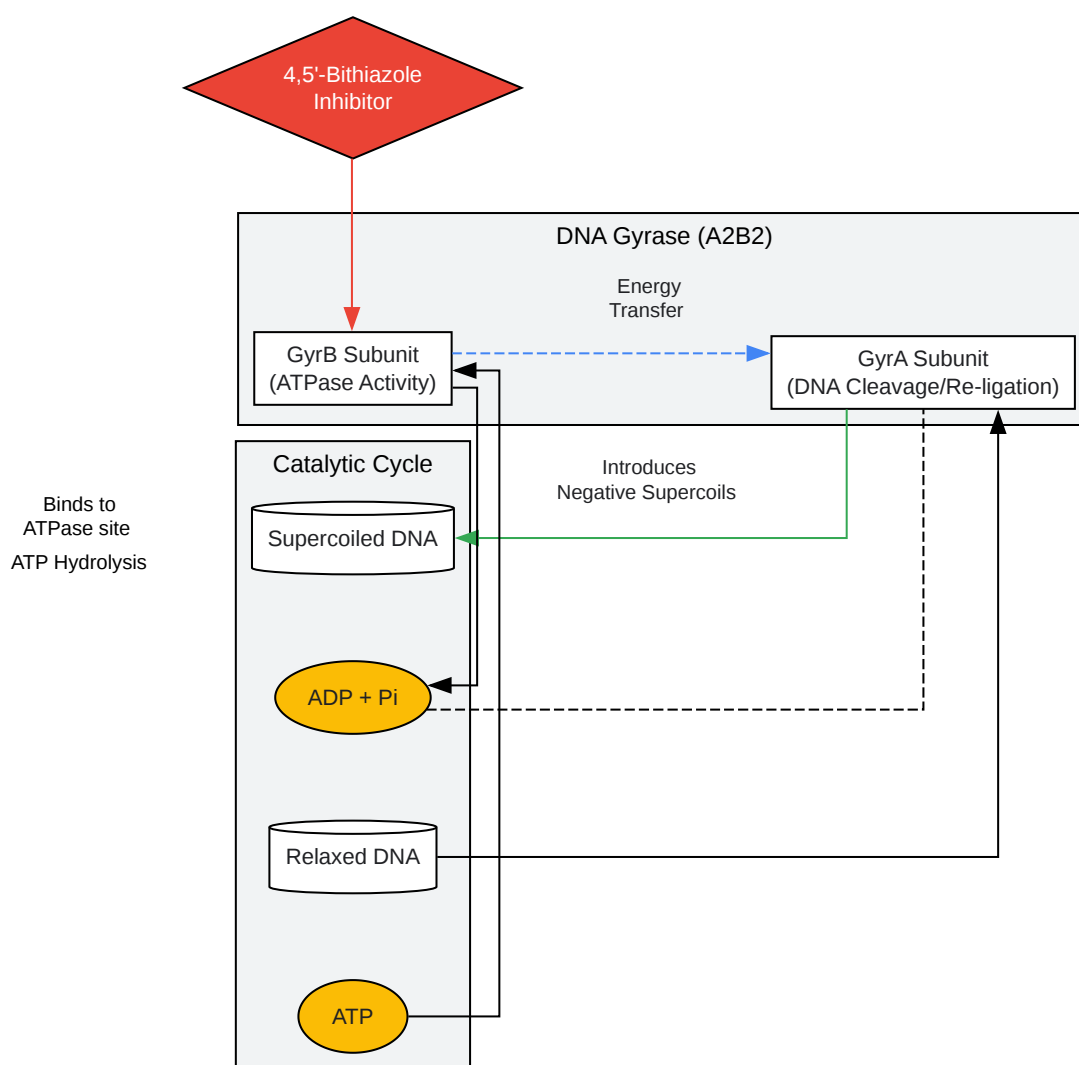 4,5'-Bithiazole
Inhibitor
DNA Gyrase (A2B2)
Energy
Transfer
GyrB Subunit
(ATPase Activity)
GyrA Subunit
(DNA Cleavage/Re-ligation)
Catalytic Cycle
Introduces
Negative Supercoils
Binds to
ATPase site
ATP Hydrolysis
Supercoiled DNA
ADP + Pi
Relaxed DNA
ATP